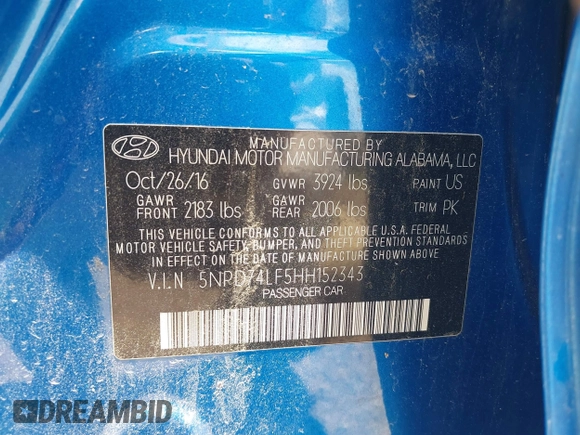 MANUFACTURED BY
HYUNDAI MOTOR MANUFACTURING ALABAMA, LLC
Oct/26/16 GVWR 3924 lbs PAINT US
GAWR FRONT 2183 lbs GAWR REAR 2006 lbs TRIM PK
THIS VEHICLE CONFORMS TO ALL APPLICABLE U.S.A. FEDERAL
MOTOR VEHICLE SAFETY, BUMPER, AND THEFT PREVENTION STANDARDS
IN EFFECT ON THE DATE OF MANUFACTURE SHOWN ABOVE
V.I.N 5NPD74LF5HH152343
PASSENGER CAR
DREAMBID